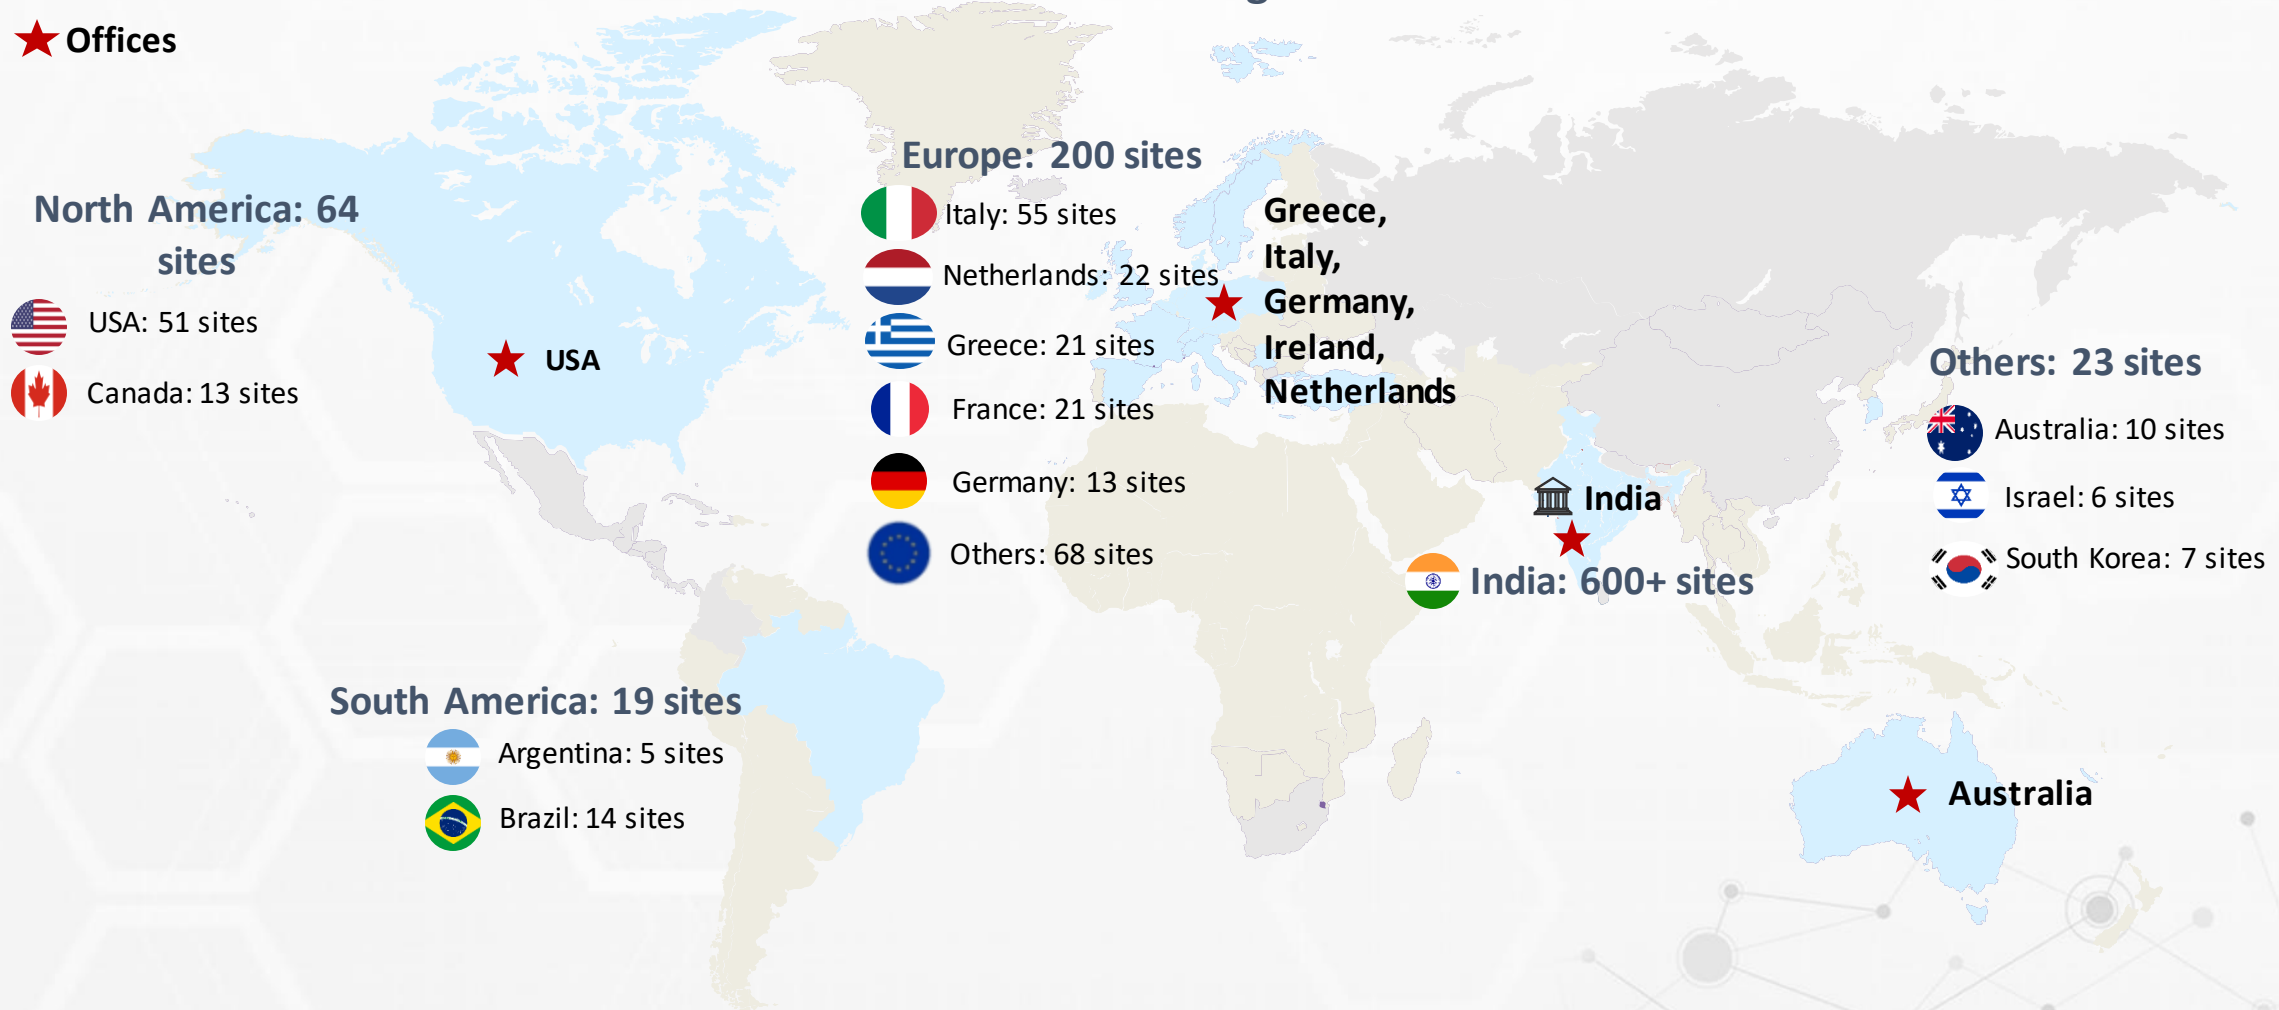 Offices
North America: 64
sites
USA: 51 sites
Canada: 13 sites
USA
Europe: 200 sites
Italy: 55 sites
Netherlands: 22 sites
Greece: 21 sites
France: 21 sites
Germany: 13 sites
Others: 68 sites
Greece,
Italy,
Germany,
Ireland,
Netherlands
India
India: 600+ sites
Others: 23 sites
Australia: 10 sites
Israel: 6 sites
South Korea: 7 sites
South America: 19 sites
Argentina: 5 sites
Brazil: 14 sites
Australia